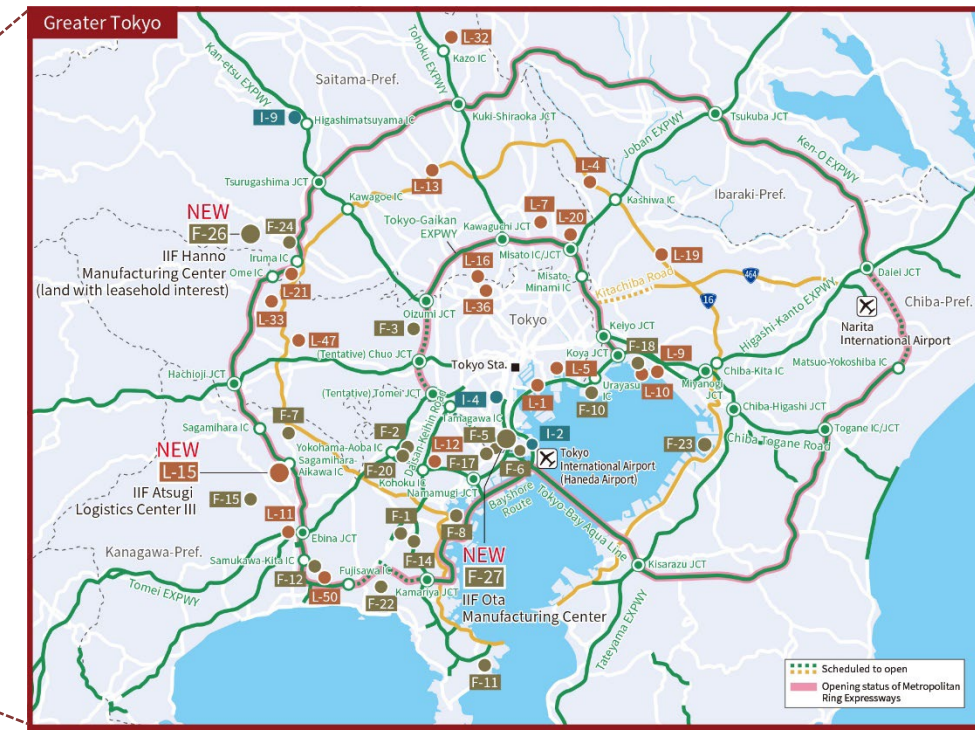 Greater Tokyo
L-32
Kazo IC
Tohoku EXPWY
Kan-etsu EXPWY
Saitama-Pref.
I-9
Higashimatsuyama IC
Kuki-Shiraoka JCT
Tsukuba JCT
Joban EXPWY
Ken-O EXPWY
L-13
L-4
Tsurugashima JCT
Kawagoe IC
Kashiwa IC
Ibaraki-Pref.
NEW
F-26
F-24
IIF Hanno
Manufacturing Center
(land with leasehold interest)
Iruma IC
Ome IC
Tokyo-Gaikan
EXPWY
Kawaguchi JCT
L-7
L-20
Misato IC/JCT
L-19
L-16
L-36
Misato-
Minami IC
Kitachiba Road
464
16
Daiei JCT
Chiba-Pref.
L-21
L-33
Oizumi JCT
Tokyo
Higashi-Kanto EXPWY
Narita
International Airport
L-47
F-3
Keiyo JCT
(Tentative) Chuo JCT
Tokyo Sta.
Koya JCT
F-18
L-9
Chiba-Kita IC
Matsuo-Yokoshiba IC
Hachioji JCT
(Tentative) Tomei JCT
L-5
Urayasu
IC
L-10
Miyanogi
JCT
I-4
L-1
F-10
Tamagawa IC
Chiba-Higashi JCT
Sagamihara IC
F-7
Daisan-Keihin Road
F-2
F-5
I-2
F-23
Chiba Togane Road
Togane IC/JCT
Yokohama-Aoba IC
L-12
F-20
F-17
F-6
Tokyo
International Airport
(Haneda Airport)
NEW
L-15
IIF Atsugi
Logistics Center III
Sagamihara-
Aikawa IC
Kohoku IC
Namamugi JCT
Bayshore
Route
Tokyo-Bay Aqua Line
F-15
L-11
F-1
F-8
Kanagawa-Pref.
Ebina JCT
F-14
NEW
F-27
IIF Ota
Manufacturing Center
Samukawa-Kita IC
Fujisawa IC
F-12
L-50
F-22
Kamariya JCT
Kisarazu JCT
Tomei EXPWY
Tateyama EXPWY
F-11
Scheduled to open
Opening status of Metropolitan
Ring Expressways